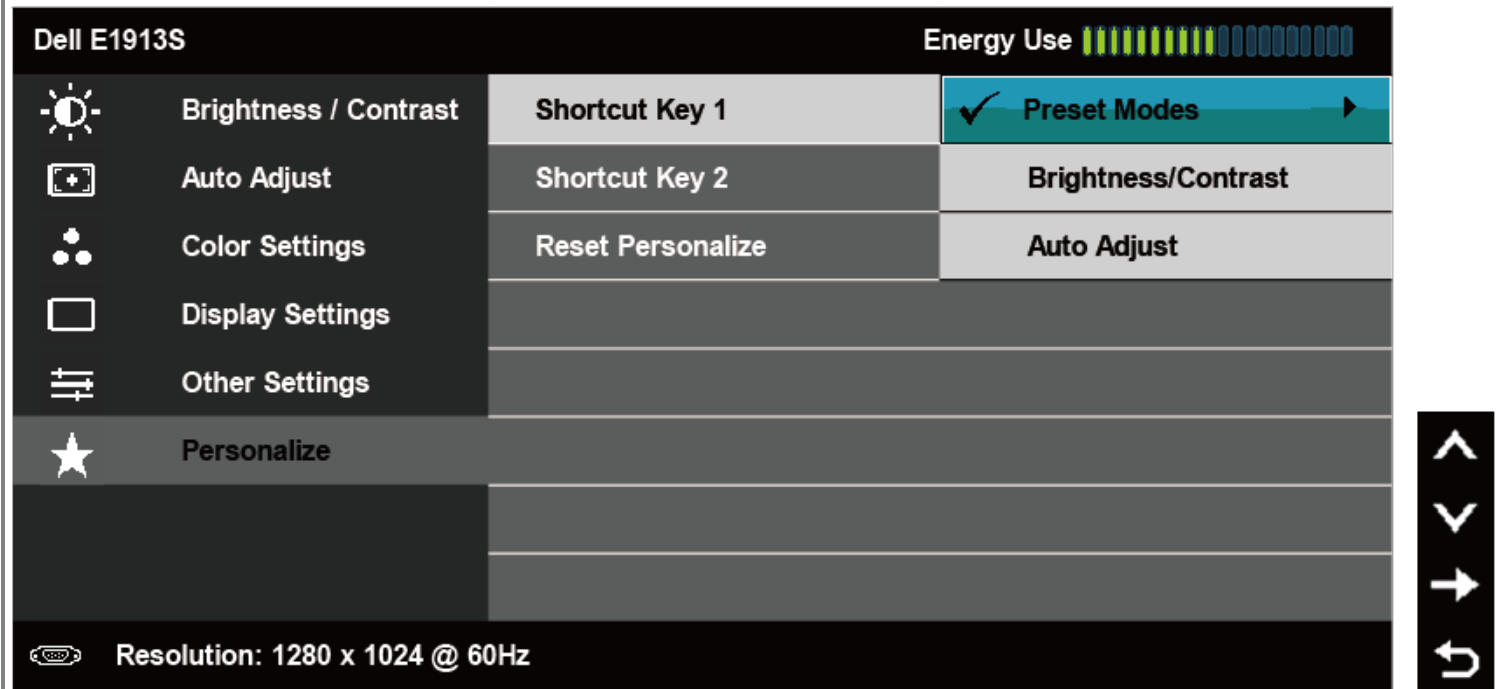 Dell E1913S Energy Use
Brightness / Contrast Shortcut Key 1 Preset Modes
Auto Adjust Shortcut Key 2 Brightness/Contrast
Color Settings Reset Personalize Auto Adjust
Display Settings
Other Settings
Personalize
Resolution: 1280 x 1024 @ 60Hz